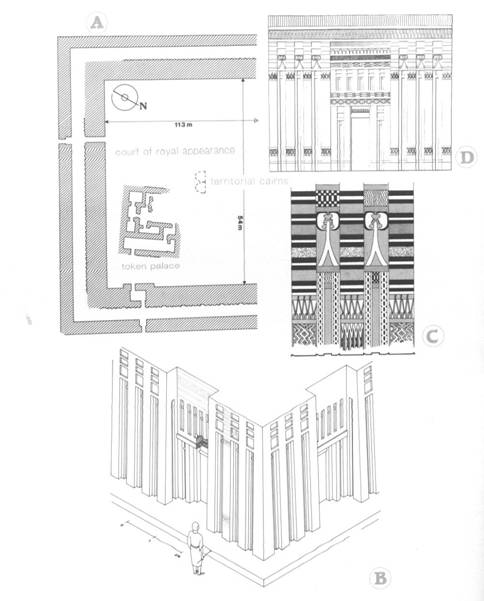 A
N
113 m
court of royal appearance
territorial cairns
54 m
token palace
D
C
B